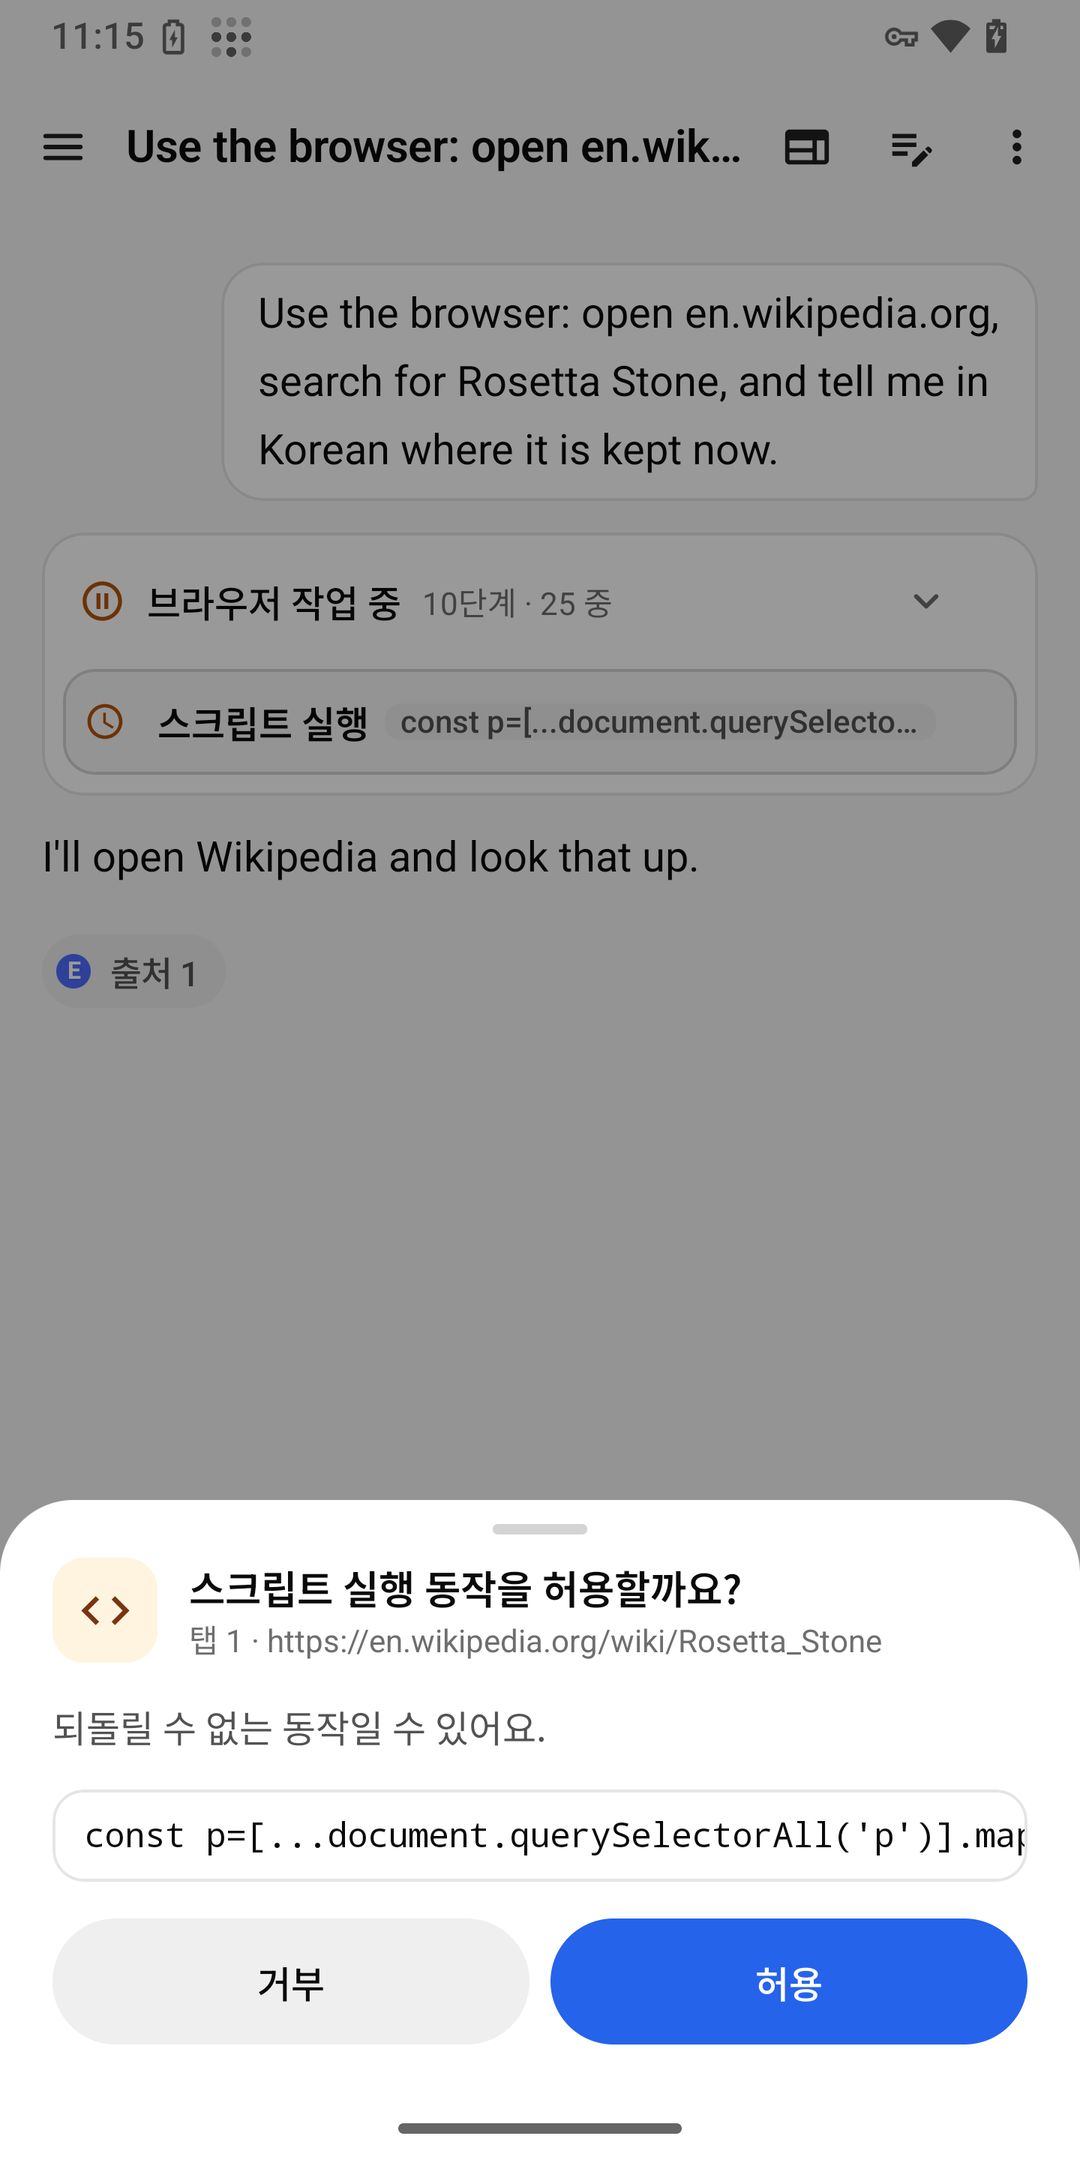 11:15
Use the browser: open en.wik...
Use the browser: open en.wikipedia.org,
search for Rosetta Stone, and tell me in
Korean where it is kept now.
브라우저 작업 중 10단계 · 25 중
스크립트 실행 const p=[...document.querySelecto...
I'll open Wikipedia and look that up.
E 출처 1
스크립트 실행 동작을 허용할까요?
탭 1 · https://en.wikipedia.org/wiki/Rosetta_Stone
되돌릴 수 없는 동작일 수 있어요.
const p=[...document.querySelectorAll('p')].map
거부 허용